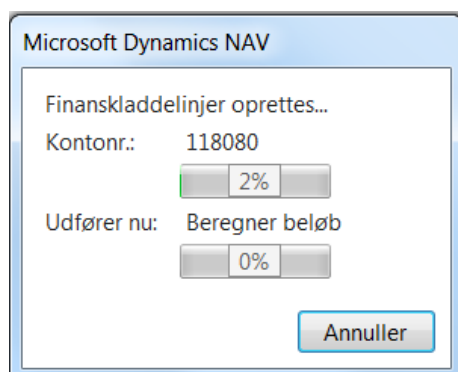 Microsoft Dynamics NAV
Finanskladdelinjer oprettes...
Kontonr.: 118080
2%
Udfører nu: Beregner beløb
0%
Annuller